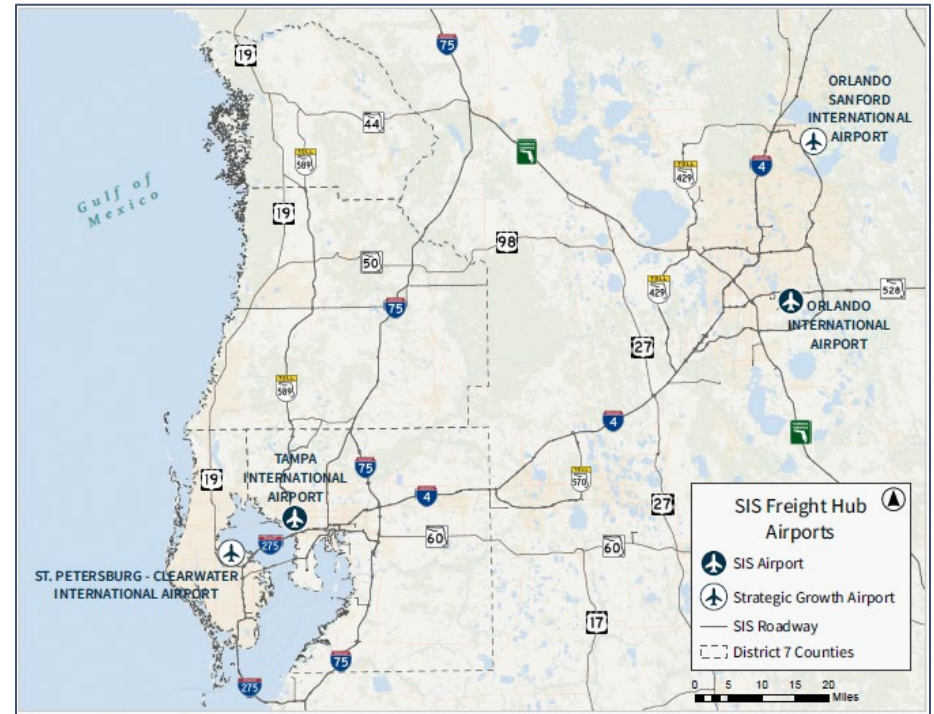 19
75
ORLANDO
SANFORD
INTERNATIONAL
AIRPORT
44
TOLL
589
TOLL
429
4
Gulf of
Mexico
19
98
50
TOLL
429
528
75
ORLANDO
INTERNATIONAL
AIRPORT
27
TOLL
589
4
TAMPA
INTERNATIONAL
AIRPORT
75
19
4
TOLL
570
27
275
60
60
ST. PETERSBURG - CLEARWATER
INTERNATIONAL AIRPORT
17
75
275
SIS Freight Hub
Airports
SIS Airport
Strategic Growth Airport
SIS Roadway
District 7 Counties
0 5 10 15 20
Miles